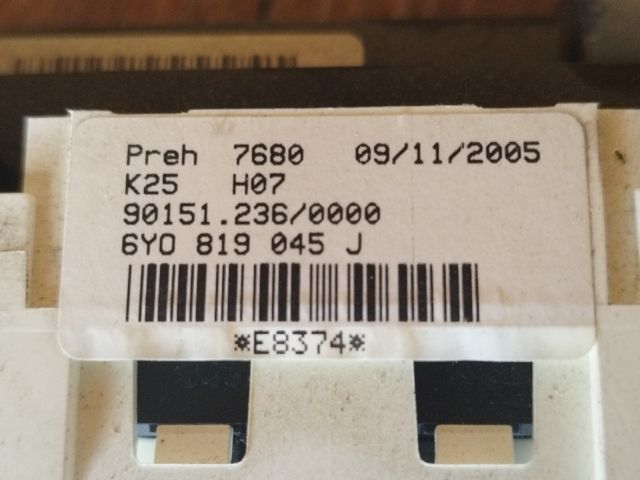 Preh 7680 09/11/2005
K25 H07
90151.236/0000
6Y0 819 045 J
*E8374*